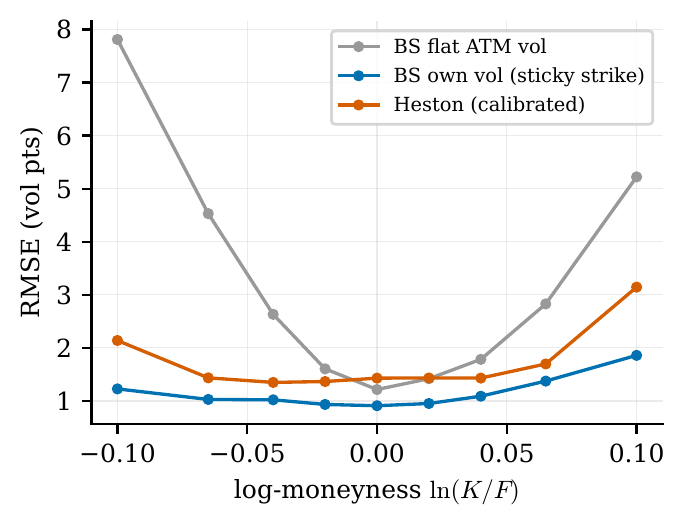 8
7
6
5
4
3
2
1
RMSE (vol pts)
BS flat ATM vol
BS own vol (sticky strike)
Heston (calibrated)
−0.10 −0.05 0.00 0.05 0.10
log-moneyness ln(K/F)